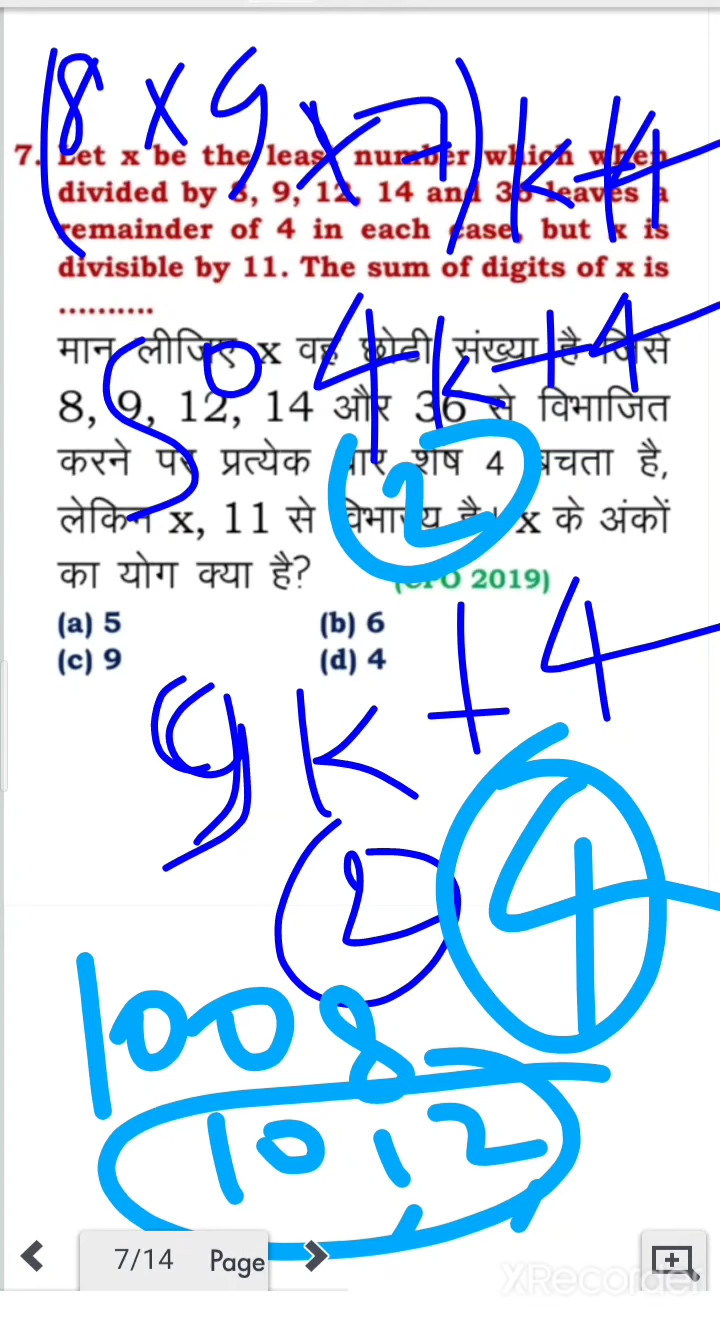 (8 × 9 × 7) k + 4
7. Let x be the least number which when
divided by 8, 9, 12, 14 and 36 leaves a
remainder of 4 in each case, but x is
divisible by 11. The sum of digits of x is
..........
504k + 4
मान लीजिए x वह छोटी संख्या है जिसे
8, 9, 12, 14 और 36 से विभाजित
करने पर प्रत्येक बार शेष 4 बचता है,
2
लेकिन x, 11 से विभाज्य है। x के अंकों
का योग क्या है?
(CPO 2019)
(a) 5 (b) 6
(c) 9 (d) 4
9k + 4
2 4
1008
1012
7/14 Page
XRecorder